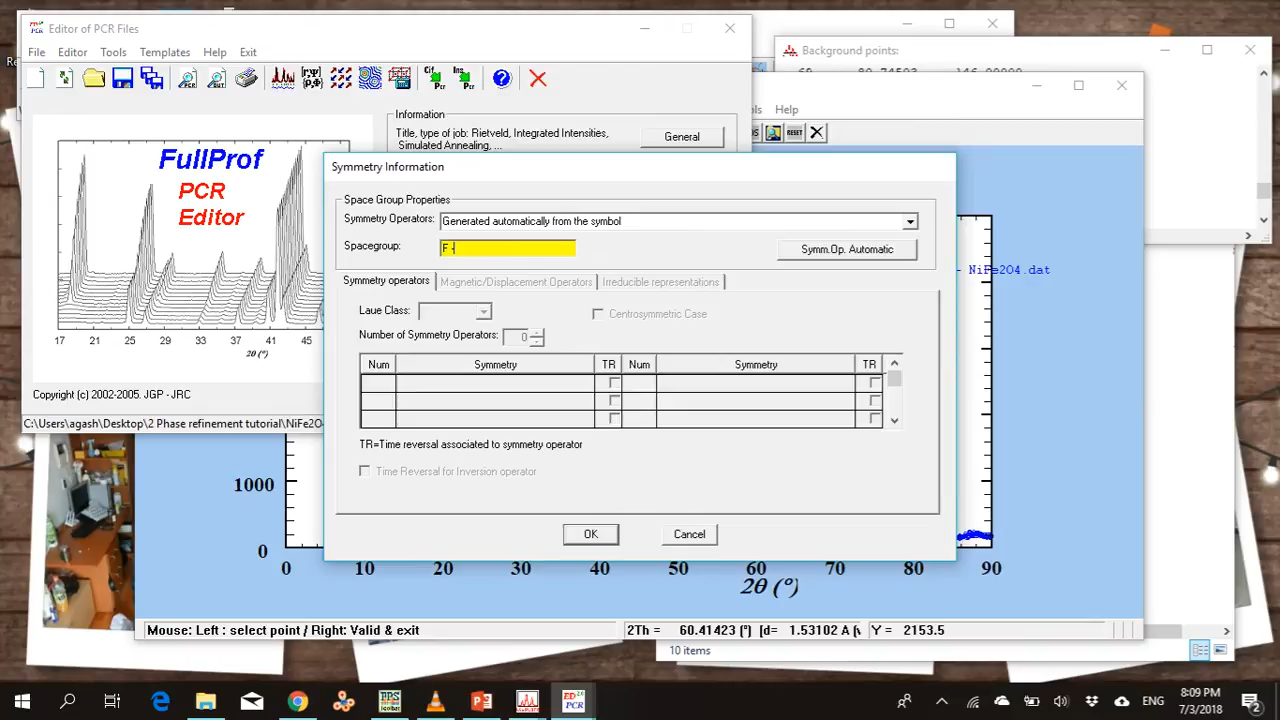 Editor of PCR Files
File Editor Tools Templates Help Exit
Background points:
Help
RESET
Information
Title, type of job: Rietveld, Integrated Intensities,
Simulated Annealing, ...
General
FullProf
PCR
Editor
17 21 25 29 33 37 41 45
2θ (°)
Copyright (c) 2002-2005. JGP - JRC
C:\Users\agash\Desktop\2 Phase refinement tutorial\NiFe2O4
Symmetry Information
Space Group Properties
Symmetry Operators: Generated automatically from the symbol
Spacegroup: F
Symm.Op. Automatic
Symmetry operators Magnetic/Displacement Operators Irreducible representations
Laue Class:
Centrosymmetric Case
Number of Symmetry Operators: 0
Num Symmetry TR Num Symmetry TR
TR=Time reversal associated to symmetry operator
Time Reversal for Inversion operator
OK Cancel
NiFe2O4.dat
1000
0
0 10 20 30 40 50 60 70 80 90
2θ (°)
Mouse: Left : select point / Right: Valid & exit
2Th = 60.41423 (°) [d= 1.53102 A
Y = 2153.5
10 items
ENG
8:09 PM
7/3/2018
2